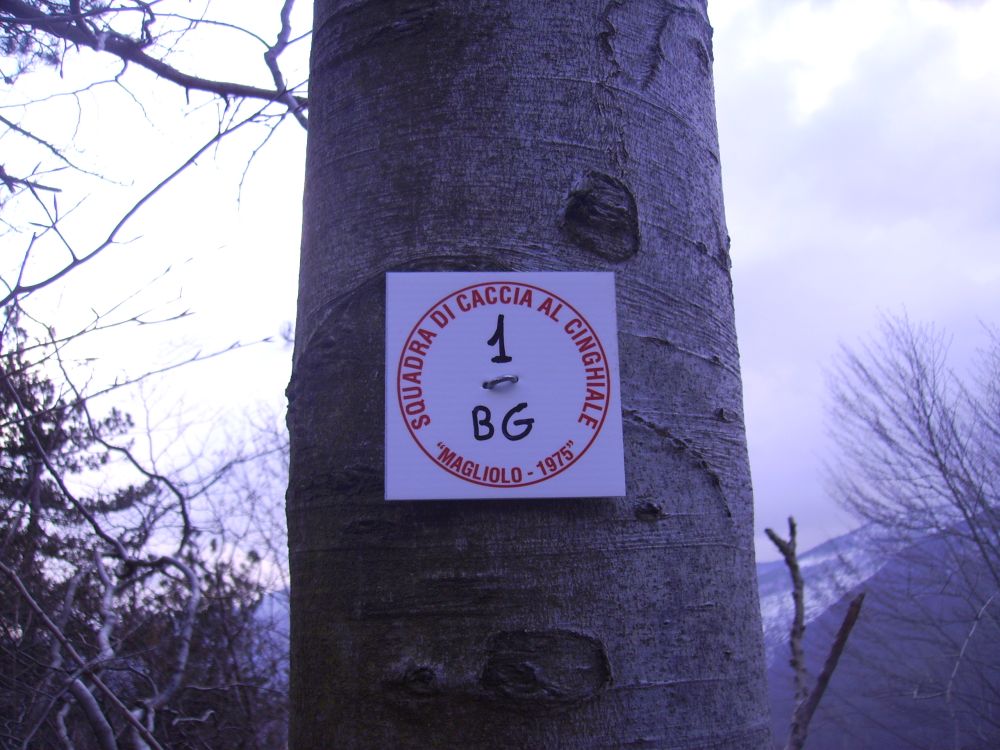 SQUADRA DI CACCIA AL CINGHIALE
1
BG
"MAGLIOLO - 1975"